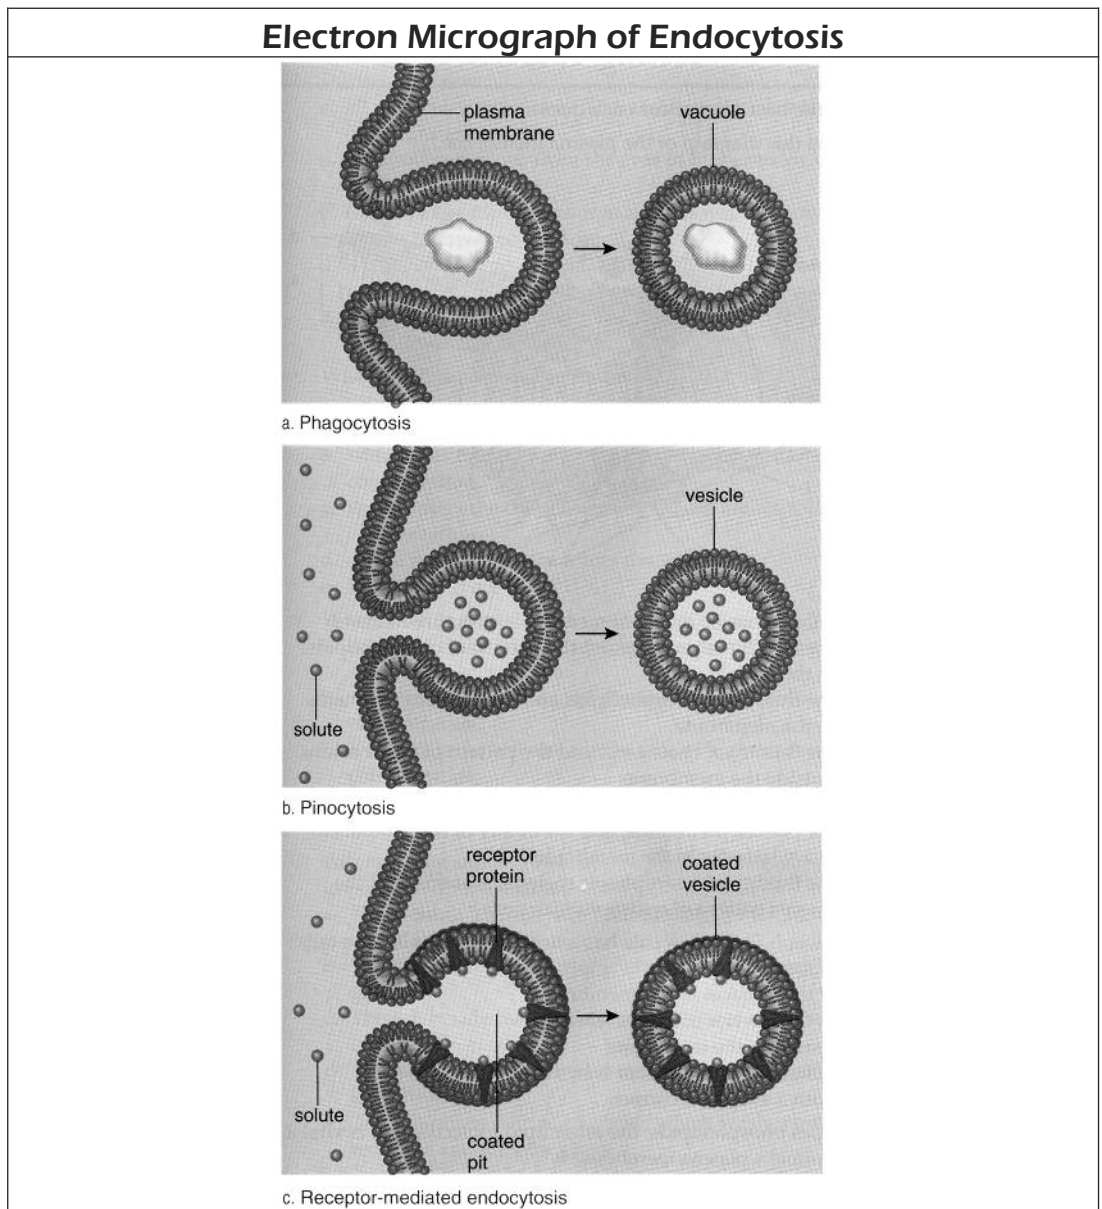 Electron Micrograph of Endocytosis
plasma
membrane
vacuole
a. Phagocytosis
vesicle
solute
b. Pinocytosis
receptor
protein
coated
vesicle
solute
coated
pit
c. Receptor-mediated endocytosis